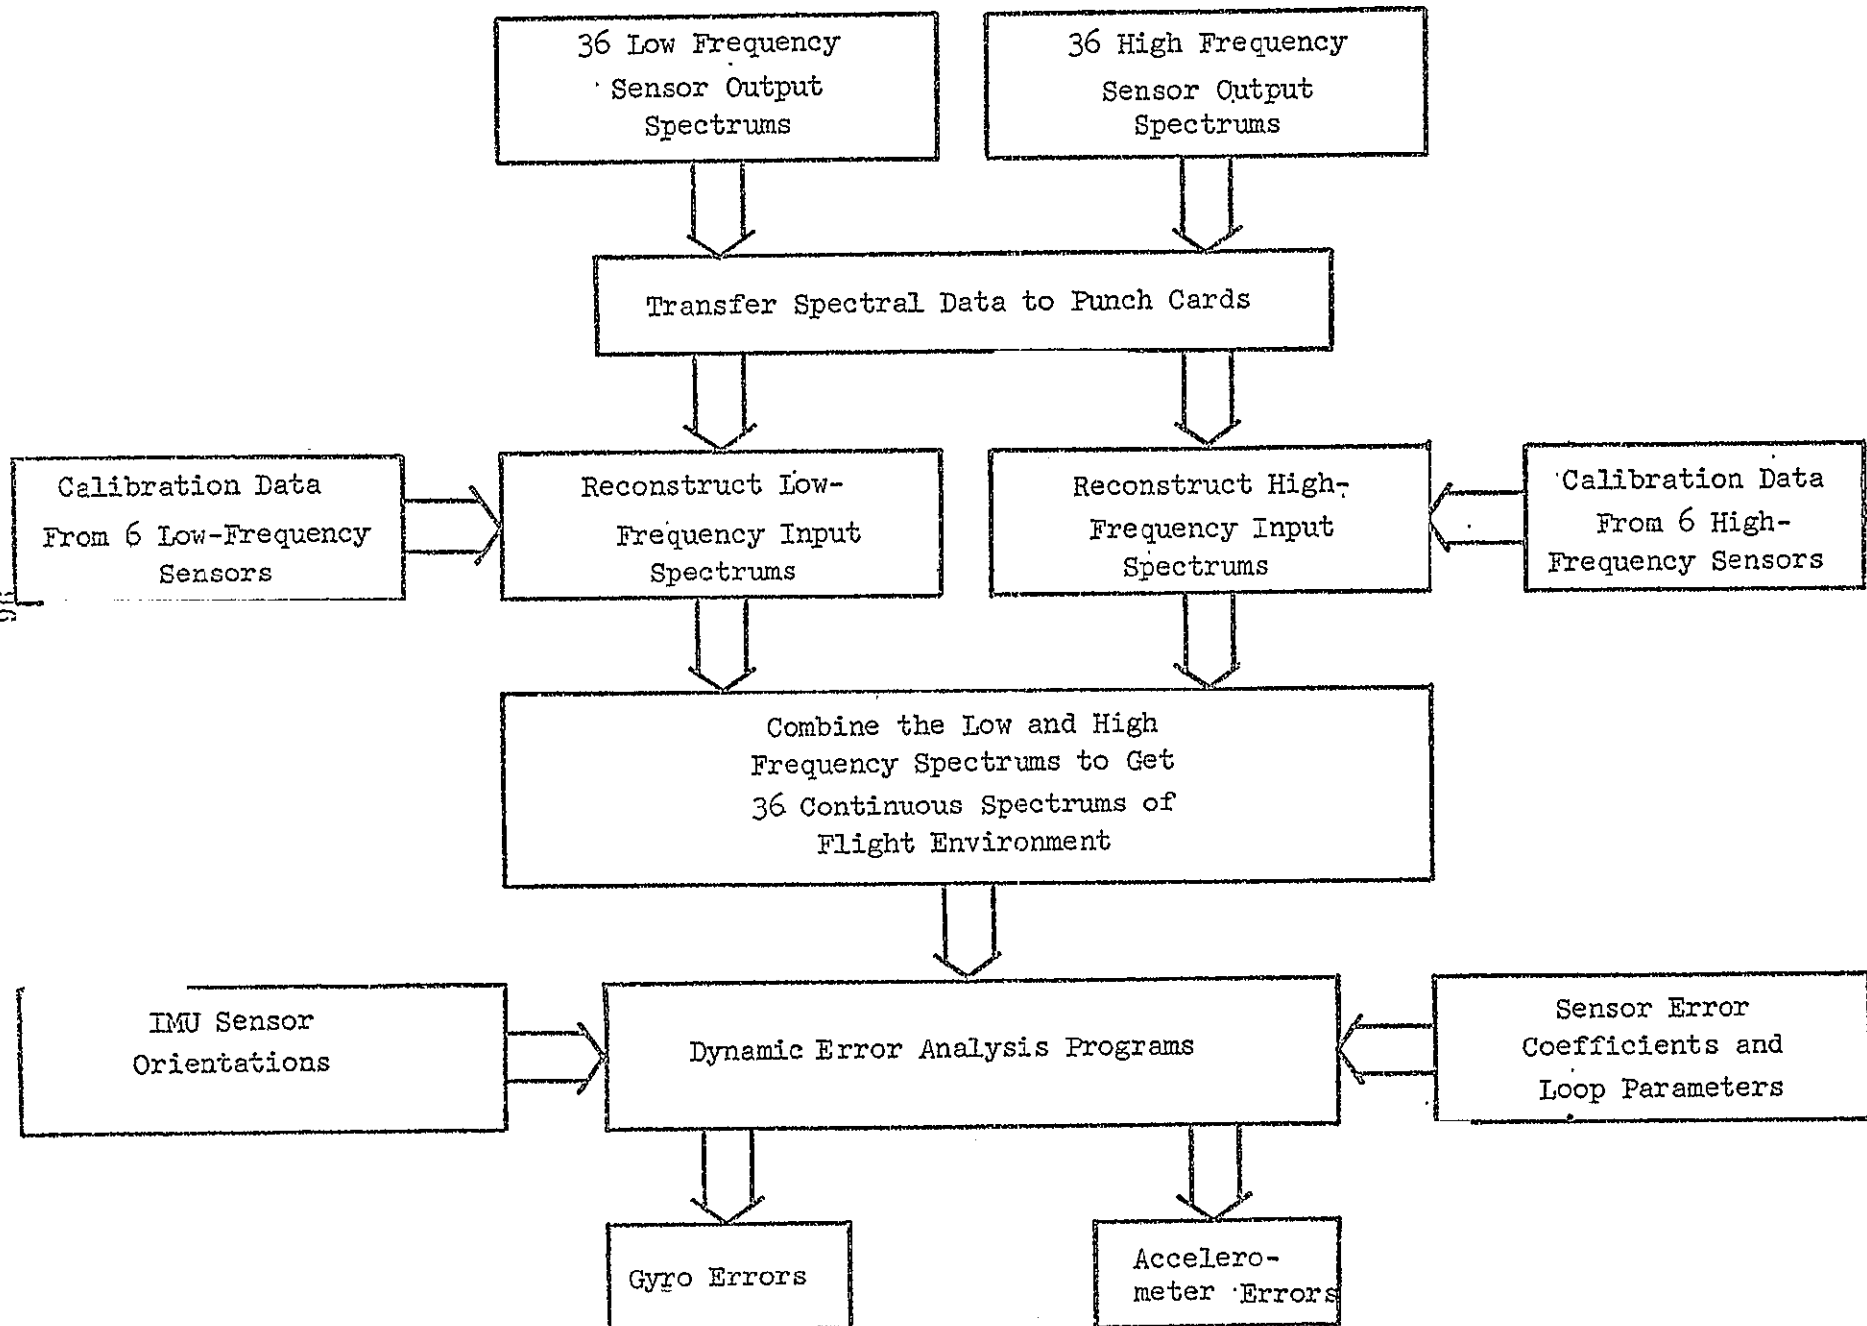 36 Low Frequency
Sensor Output
Spectrums
36 High Frequency
Sensor Output
Spectrums
Transfer Spectral Data to Punch Cards
Calibration Data
From 6 Low-Frequency
Sensors
Reconstruct Low-
Frequency Input
Spectrums
Reconstruct High-
Frequency Input
Spectrums
Calibration Data
From 6 High-
Frequency Sensors
Combine the Low and High
Frequency Spectrums to Get
36 Continuous Spectrums of
Flight Environment
IMU Sensor
Orientations
Dynamic Error Analysis Programs
Sensor Error
Coefficients and
Loop Parameters
Gyro Errors
Accelero-
meter Errors